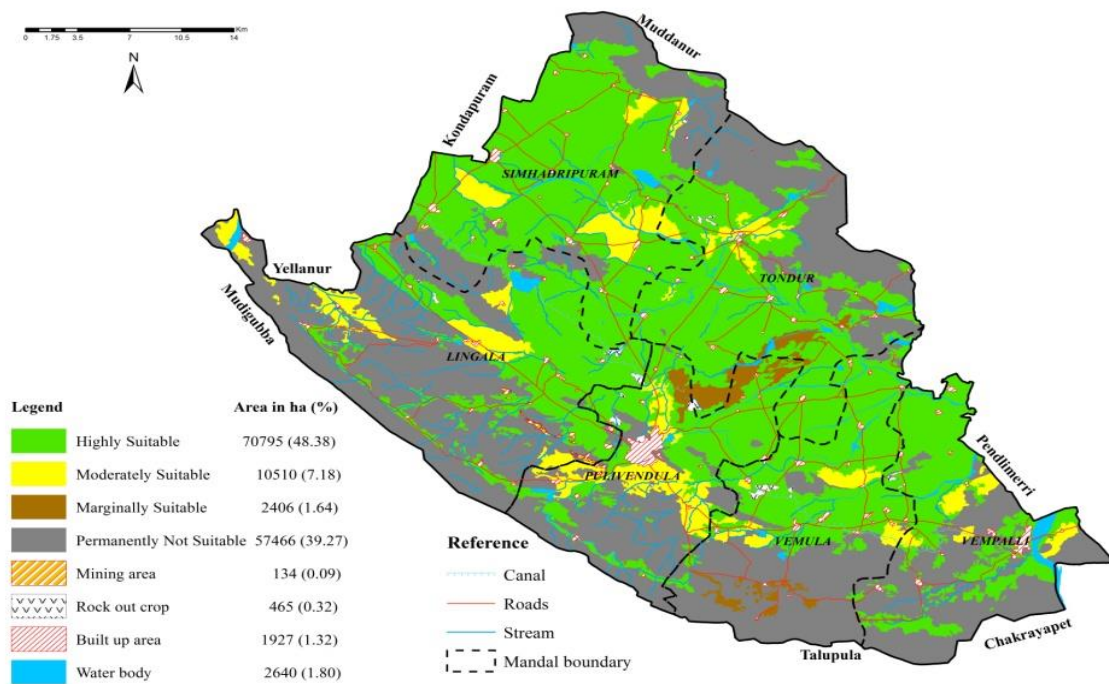 Km
0 1.75 3.5 7 10.5 14
N
Muddanur
Kondapuram
SIMHADRIPURAM
Yellanur
Mudigubba
TONDUR
LINGALA
PULIVENDULA
Pendlimerri
VEMULA
VEMPALLI
Chakrayapet
Talupula
Legend Area in ha (%)
Highly Suitable 70795 (48.38)
Moderately Suitable 10510 (7.18)
Marginally Suitable 2406 (1.64)
Permanently Not Suitable 57466 (39.27)
Mining area 134 (0.09)
Rock out crop 465 (0.32)
Built up area 1927 (1.32)
Water body 2640 (1.80)
Reference
Canal
Roads
Stream
Mandal boundary